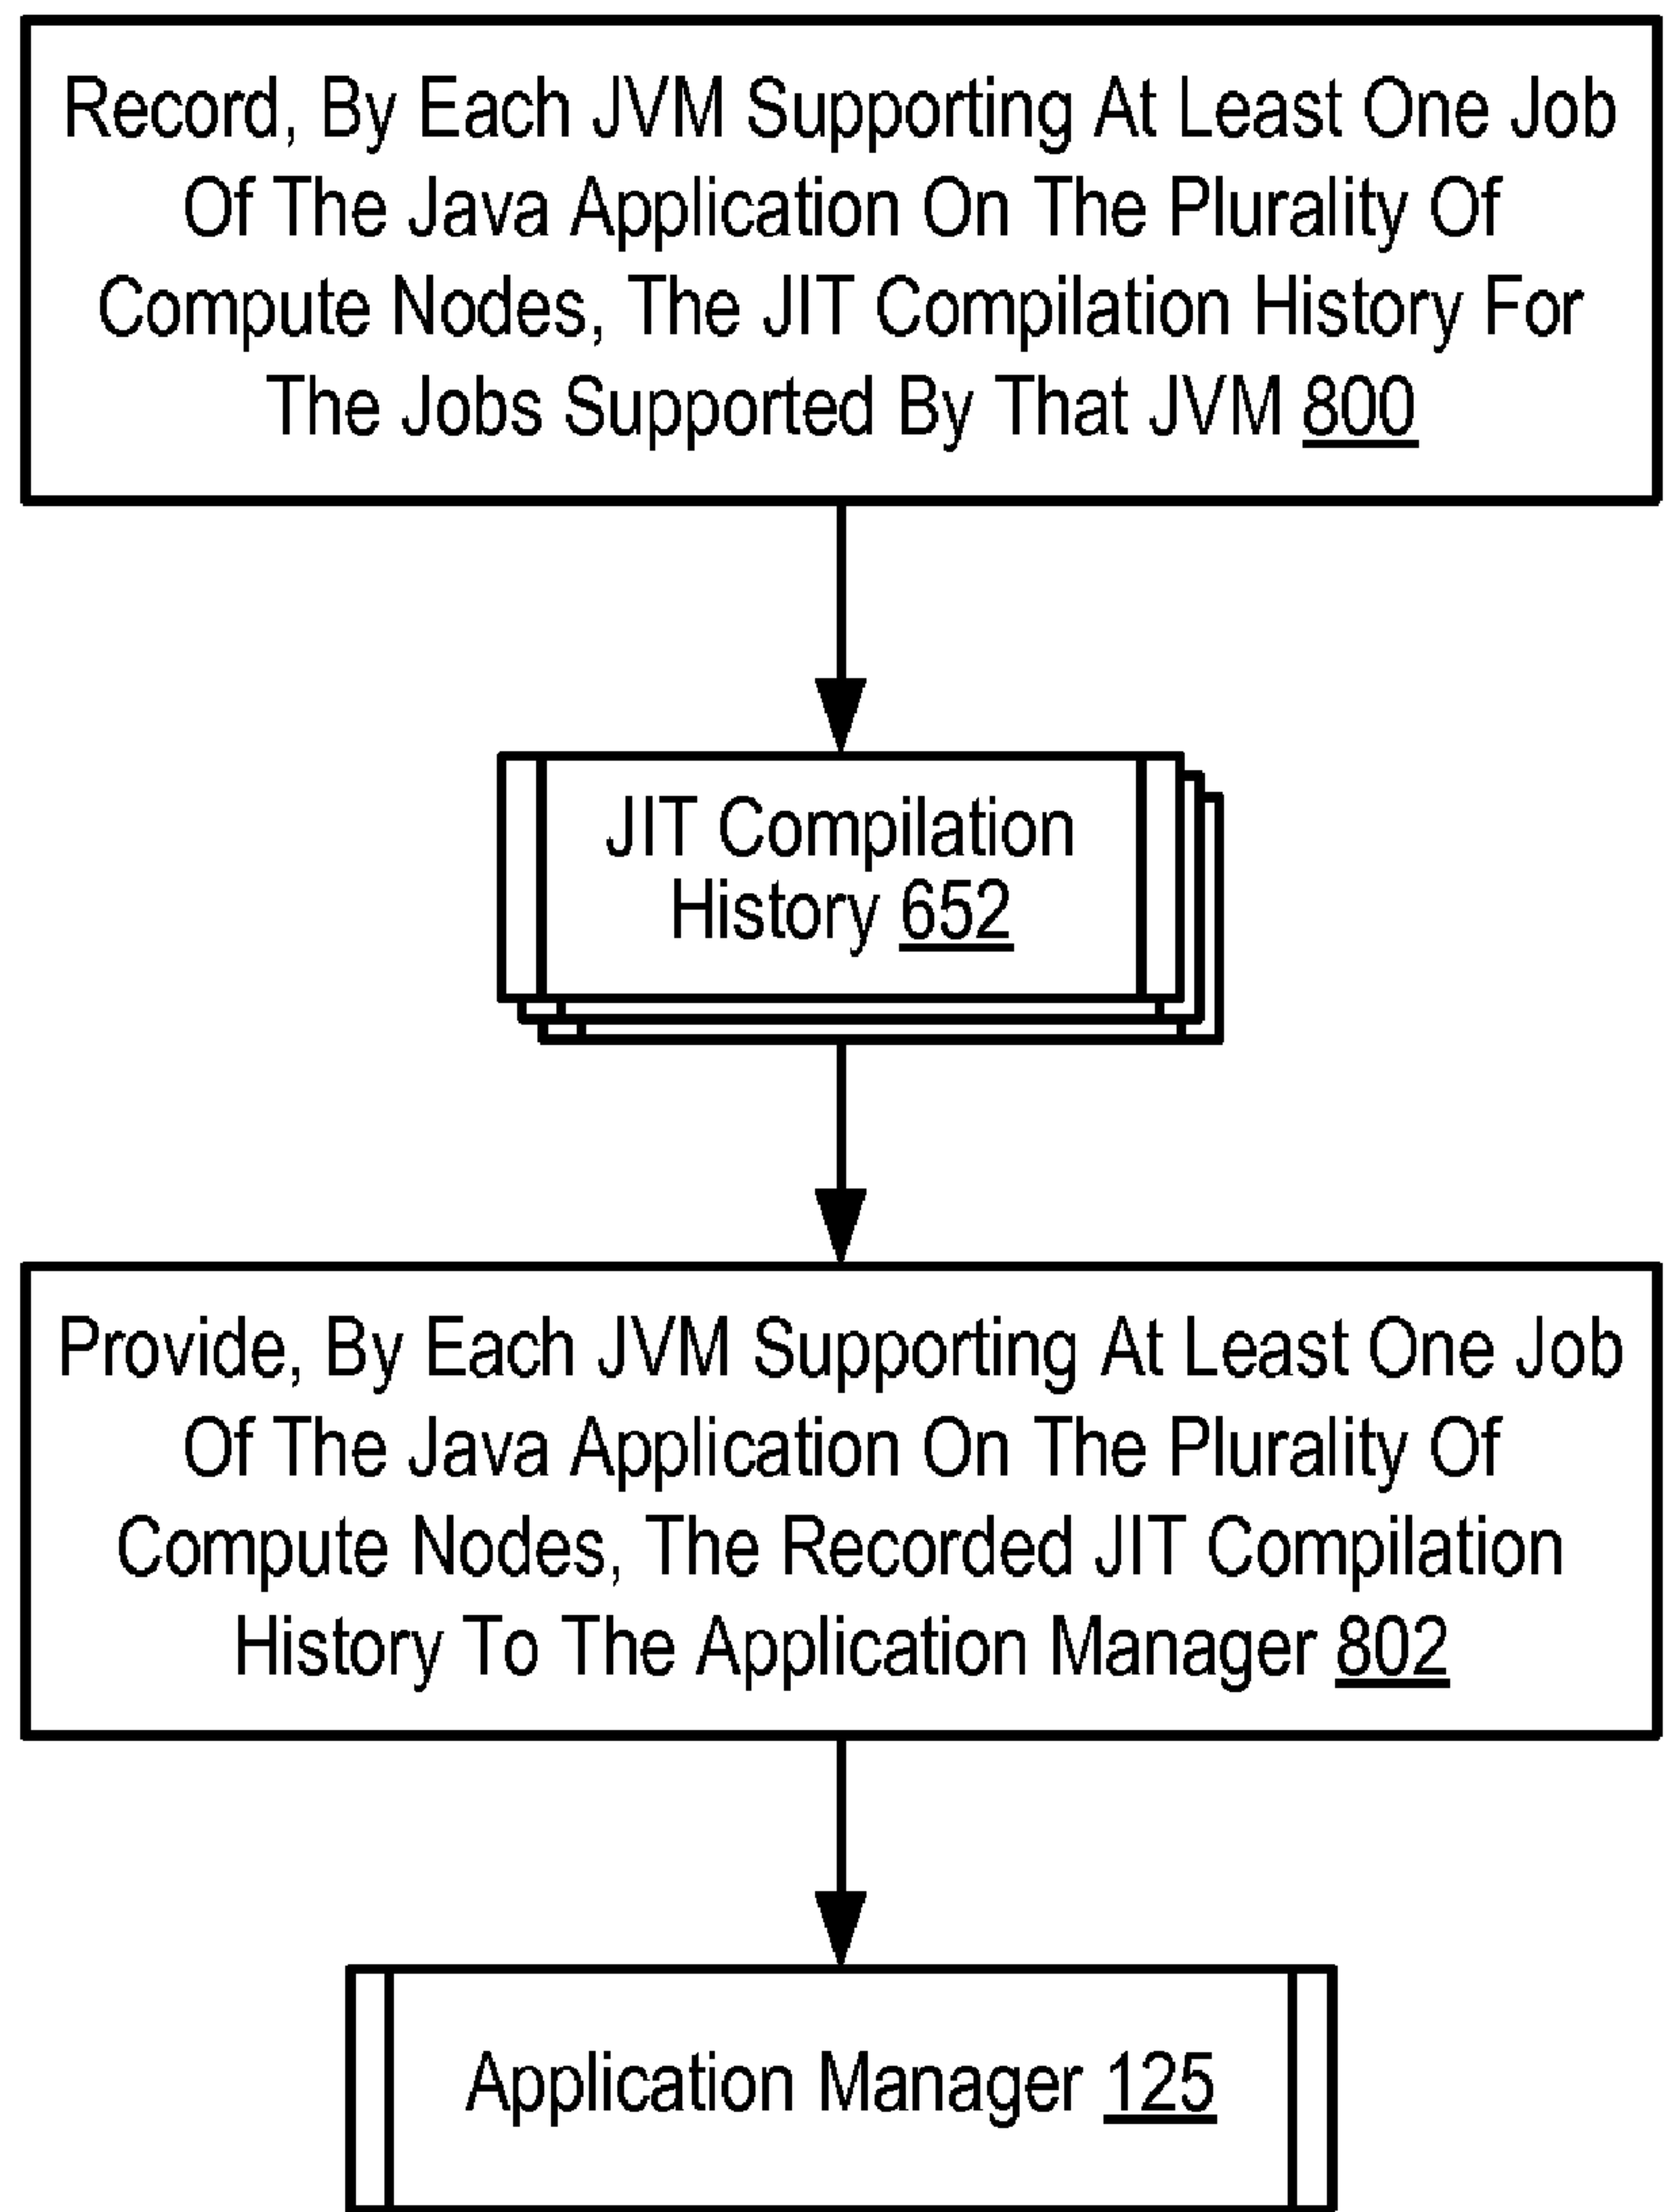 Record, By Each JVM Supporting At Least One Job
Of The Java Application On The Plurality Of
Compute Nodes, The JIT Compilation History For
The Jobs Supported By That JVM 800
JIT Compilation
History 652
Provide, By Each JVM Supporting At Least One Job
Of The Java Application On The Plurality Of
Compute Nodes, The Recorded JIT Compilation
History To The Application Manager 802
Application Manager 125